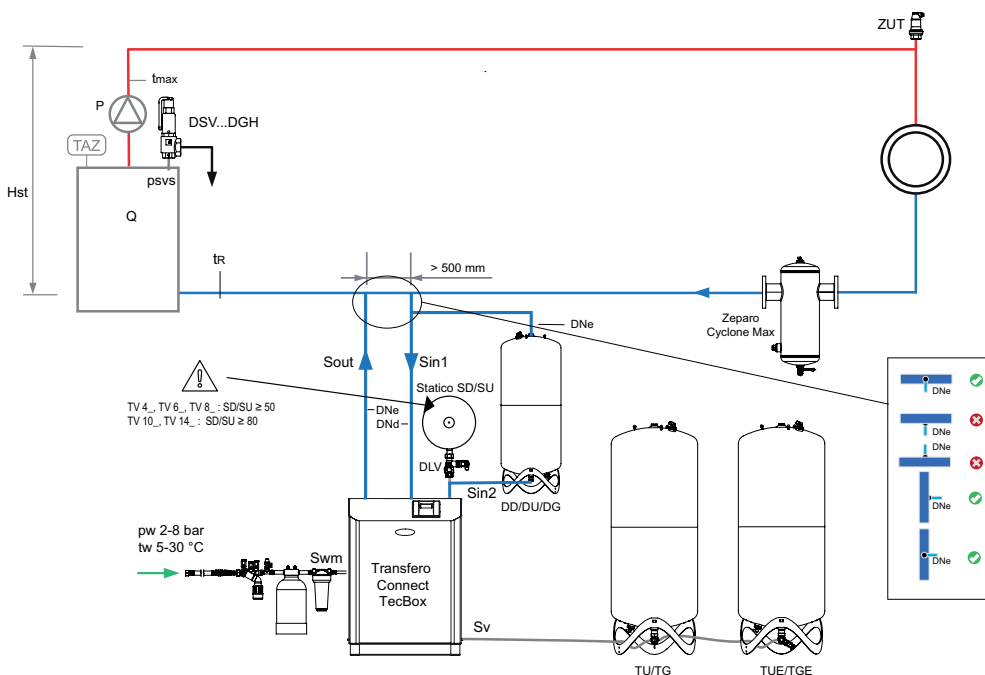 ZUT
tmax
P
DSV...DGH
TAZ
psvs
Hst
Q
tR
> 500 mm
DNe
Zeparo
Cyclone Max
Sout
Sin1
Statico SD/SU
TV 4_, TV 6_, TV 8_ : SD/SU ≥ 50
TV 10_, TV 14_ : SD/SU ≥ 80
DNe
DNd
DLV
Sin2
DD/DU/DG
DNe
DNe
DNe
DNe
DNe
pw 2-8 bar
tw 5-30 °C
Swm
Transfero
Connect
TecBox
Sv
TU/TG
TUE/TGE